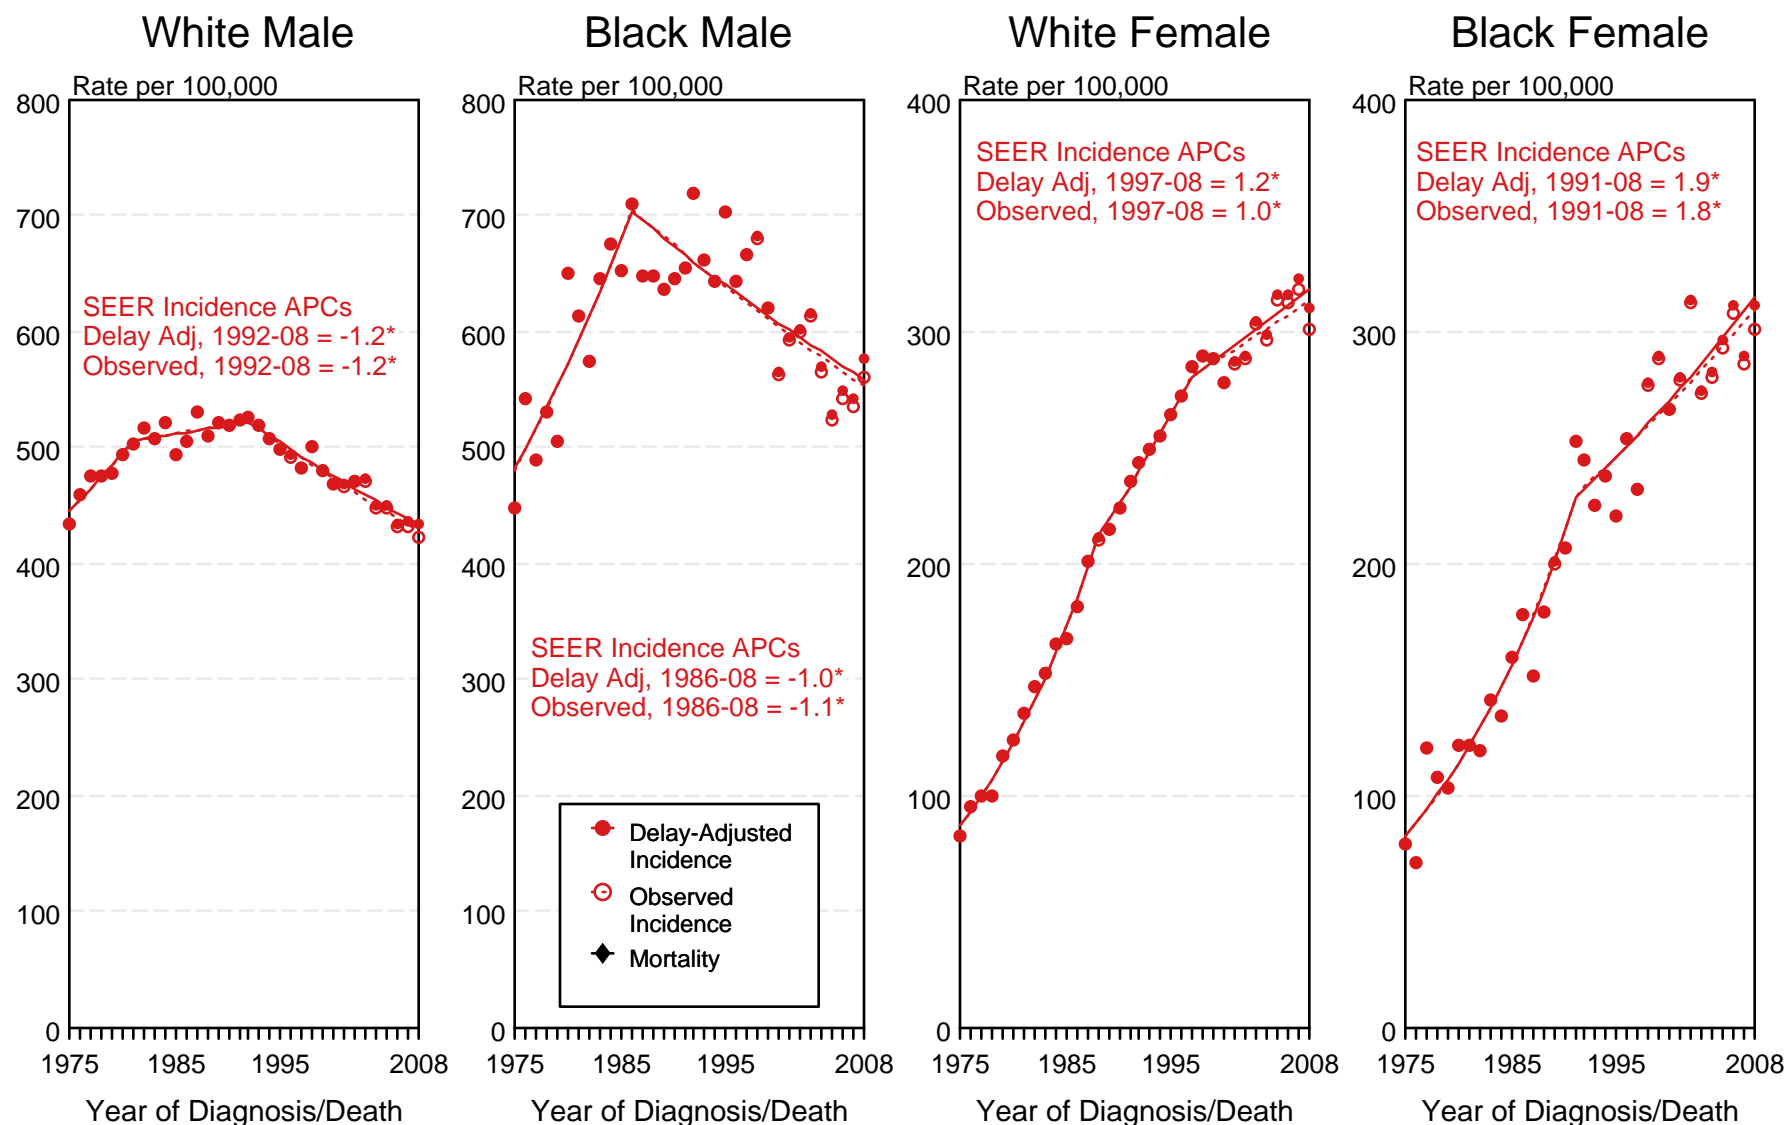 White Male
Rate per 100,000
800
700
600
500
400
300
200
100
0
SEER Incidence APCs
Delay Adj, 1992-08 = -1.2*
Observed, 1992-08 = -1.2*
1975 1985 1995 2008
Year of Diagnosis/Death
Black Male
Rate per 100,000
800
700
600
500
400
300
200
100
0
SEER Incidence APCs
Delay Adj, 1986-08 = -1.0*
Observed, 1986-08 = -1.1*
Delay-Adjusted
Incidence
Observed
Incidence
Mortality
1975 1985 1995 2008
Year of Diagnosis/Death
White Female
Rate per 100,000
400
300
200
100
0
SEER Incidence APCs
Delay Adj, 1997-08 = 1.2*
Observed, 1997-08 = 1.0*
1975 1985 1995 2008
Year of Diagnosis/Death
Black Female
Rate per 100,000
400
300
200
100
0
SEER Incidence APCs
Delay Adj, 1991-08 = 1.9*
Observed, 1991-08 = 1.8*
1975 1985 1995 2008
Year of Diagnosis/Death